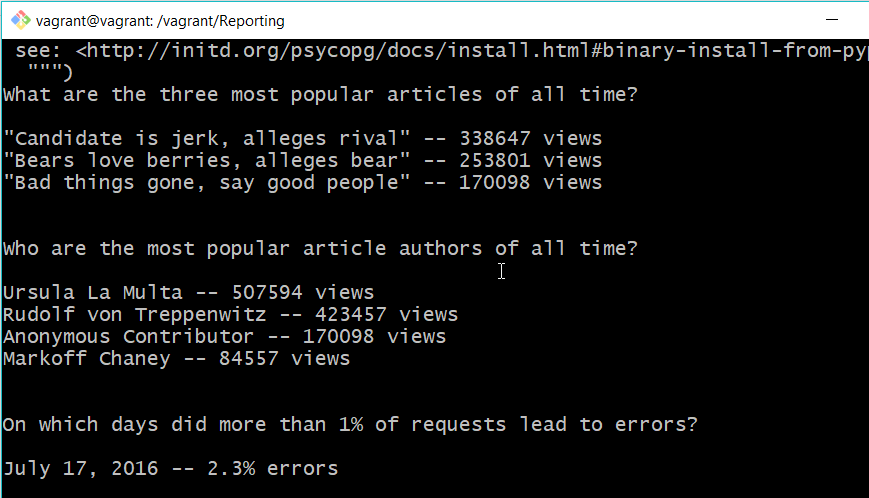 vagrant@vagrant: /vagrant/Reporting
see: <http://initd.org/psycopg/docs/install.html#binary-install-from-pyp
""")
What are the three most popular articles of all time?
"Candidate is jerk, alleges rival" -- 338647 views
"Bears love berries, alleges bear" -- 253801 views
"Bad things gone, say good people" -- 170098 views
Who are the most popular article authors of all time?
Ursula La Multa -- 507594 views
Rudolf von Treppenwitz -- 423457 views
Anonymous Contributor -- 170098 views
Markoff Chaney -- 84557 views
On which days did more than 1% of requests lead to errors?
July 17, 2016 -- 2.3% errors